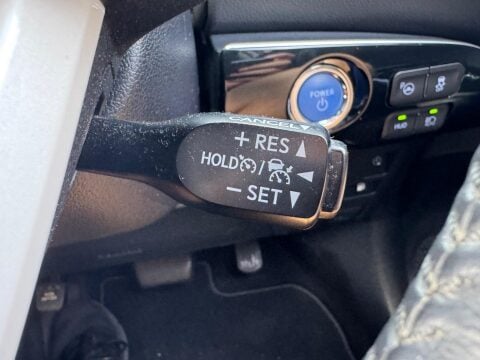 CANCEL
+ RES ▲
HOLD / ◀
− SET ▼
POWER
HUD